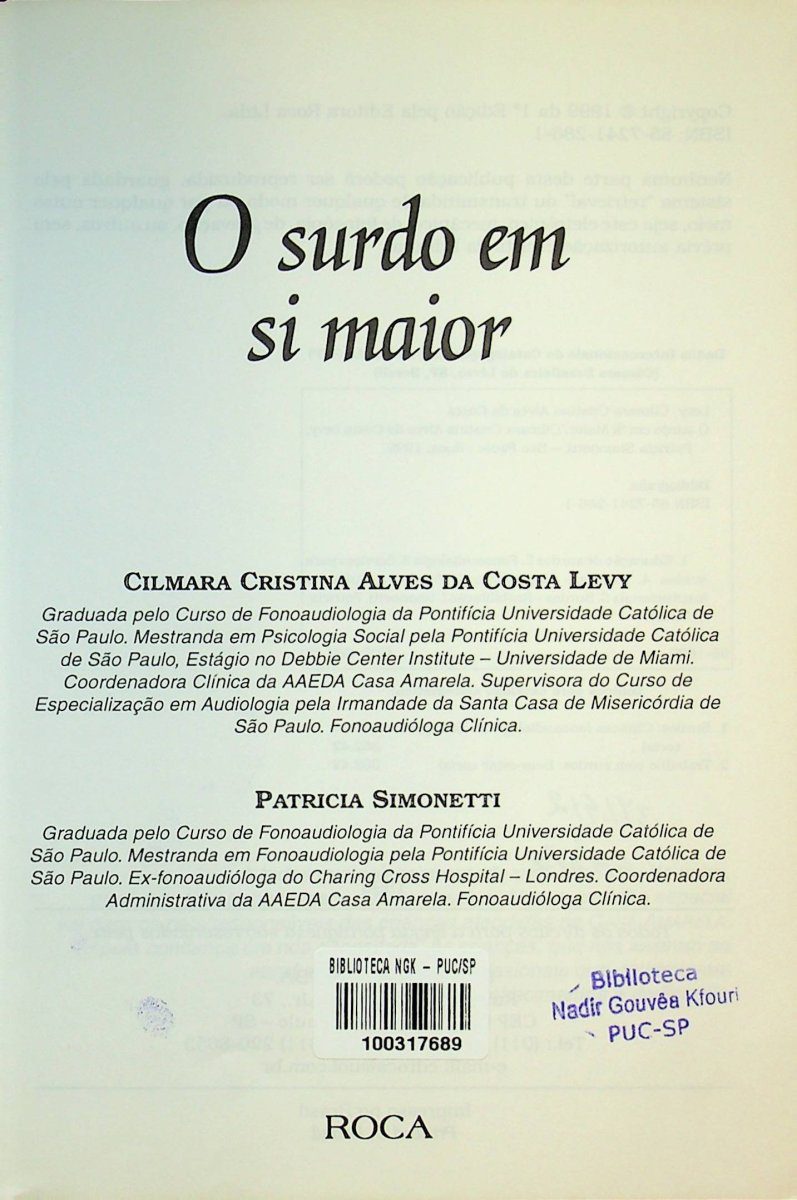 O surdo em
si maior
CILMARA CRISTINA ALVES DA COSTA LEVY
Graduada pelo Curso de Fonoaudiologia da Pontifícia Universidade Católica de
São Paulo. Mestranda em Psicologia Social pela Pontifícia Universidade Católica
de São Paulo, Estágio no Debbie Center Institute – Universidade de Miami.
Coordenadora Clínica da AAEDA Casa Amarela. Supervisora do Curso de
Especialização em Audiologia pela Irmandade da Santa Casa de Misericórdia de
São Paulo. Fonoaudióloga Clínica.
PATRICIA SIMONETTI
Graduada pelo Curso de Fonoaudiologia da Pontifícia Universidade Católica de
São Paulo. Mestranda em Fonoaudiologia pela Pontifícia Universidade Católica de
São Paulo. Ex-fonoaudióloga do Charing Cross Hospital – Londres. Coordenadora
Administrativa da AAEDA Casa Amarela. Fonoaudióloga Clínica.
BIBLIOTECA NGK – PUC/SP
100317689
Biblioteca
Nadir Gouvêa Kfouri
PUC-SP
ROCA